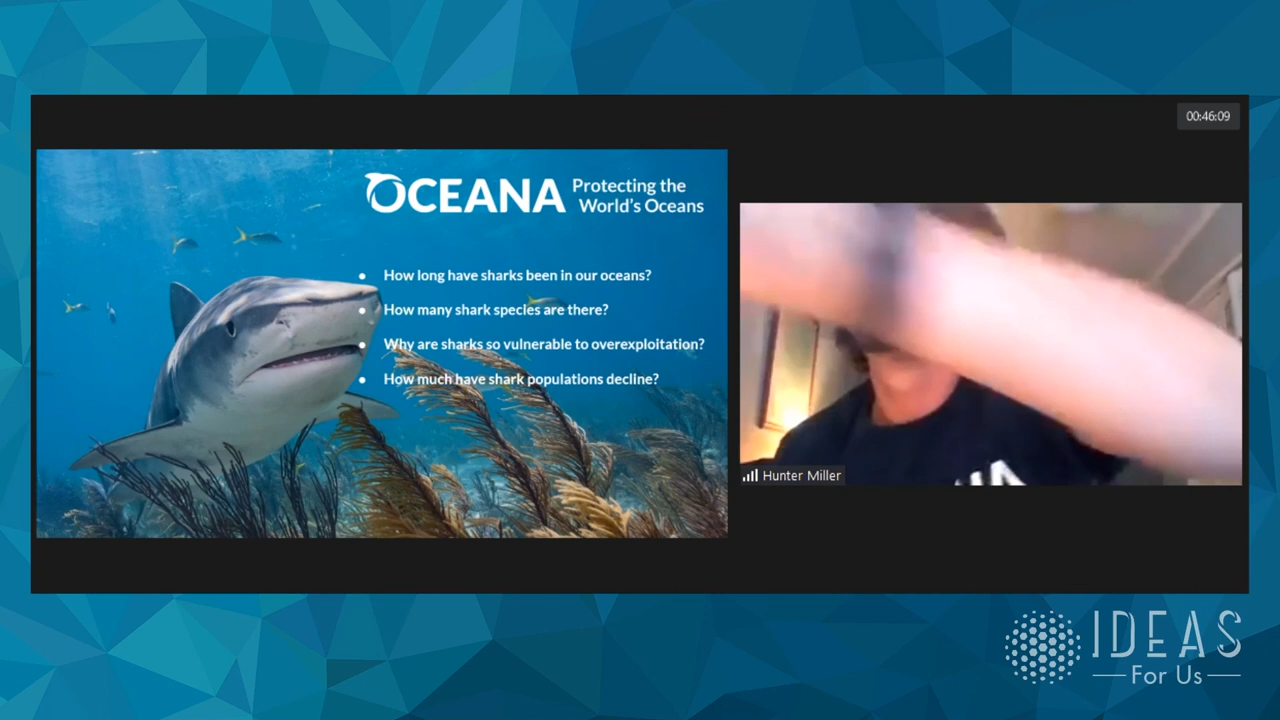 00:46:09
OCEANA Protecting the
World's Oceans
• How long have sharks been in our oceans?
• How many shark species are there?
• Why are sharks so vulnerable to overexploitation?
• How much have shark populations decline?
Hunter Miller
IDEAS
For Us